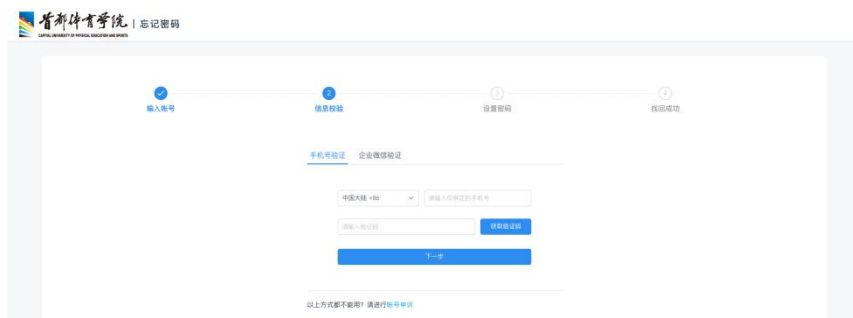 首都体育学院 | 忘记密码
CAPITAL UNIVERSITY OF PHYSICAL EDUCATION AND SPORTS
2 3 4
输入帐号 信息校验 设置密码 找回成功
手机号验证 企业微信验证
中国大陆 +86 请输入你绑定的手机号
请输入验证码 获取验证码
下一步
以上方式都不能用？请进行帐号申诉